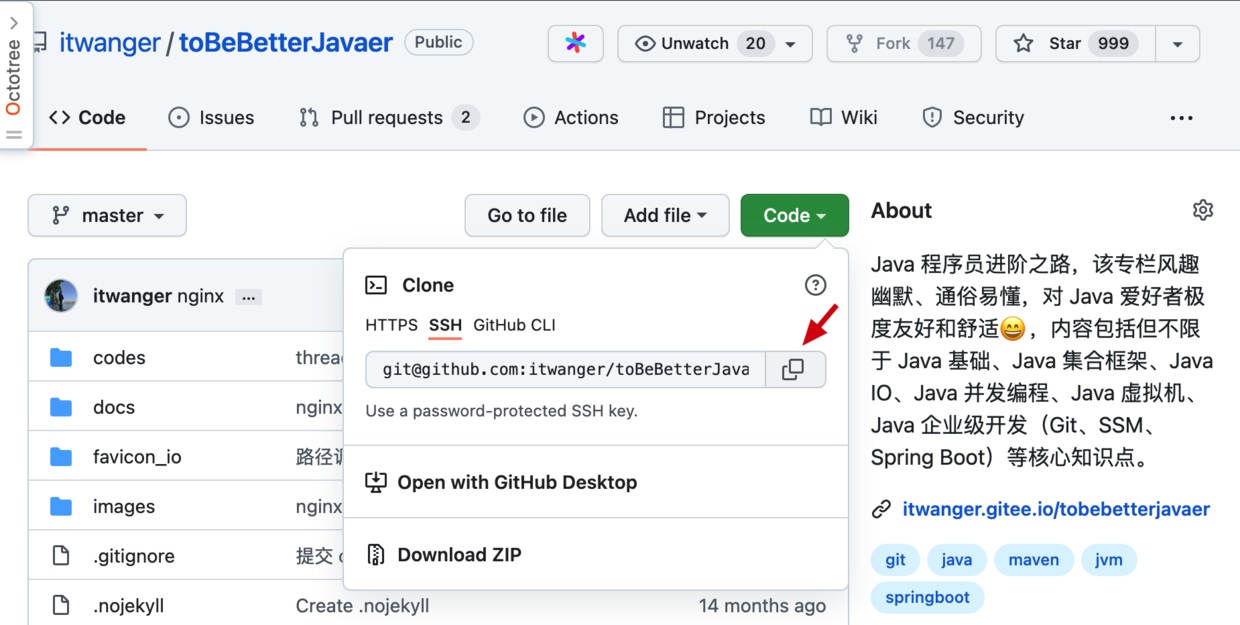 Octotree
itwanger / toBeBetterJavaer Public
Unwatch 20
Fork 147
Star 999
Code
Issues
Pull requests 2
Actions
Projects
Wiki
Security
...
master
Go to file
Add file
Code
itwanger nginx ...
codes
docs nginx
favicon_io
images nginx
.gitignore 提交
.nojekyll Create .nojekyll 14 months ago
Clone
HTTPS SSH GitHub CLI
git@github.com:itwanger/toBeBetterJava
Use a password-protected SSH key.
Open with GitHub Desktop
Download ZIP
About
Java 程序员进阶之路，该专栏风趣
幽默、通俗易懂，对 Java 爱好者极
度友好和舒适😄，内容包括但不限
于 Java 基础、Java 集合框架、Java
IO、Java 并发编程、Java 虚拟机、
Java 企业级开发（Git、SSM、
Spring Boot）等核心知识点。
itwanger.gitee.io/tobebetterjavaer
git java maven jvm
springboot